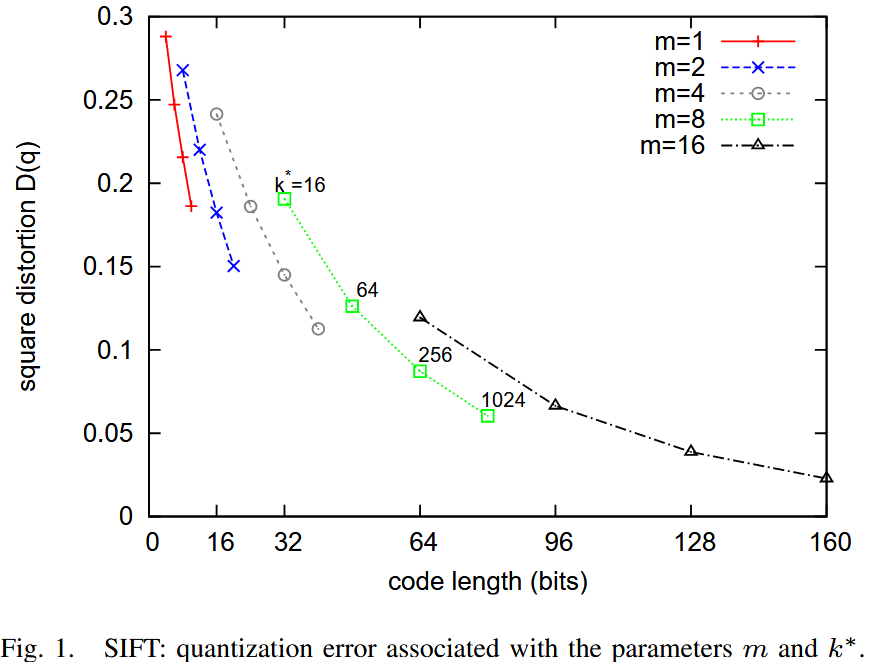 0.3
0.25
0.2
0.15
0.1
0.05
0
square distortion D(q)
m=1
m=2
m=4
m=8
m=16
k*=16
64
256
1024
0 16 32 64 96 128 160
code length (bits)
Fig. 1. SIFT: quantization error associated with the parameters m and k*.